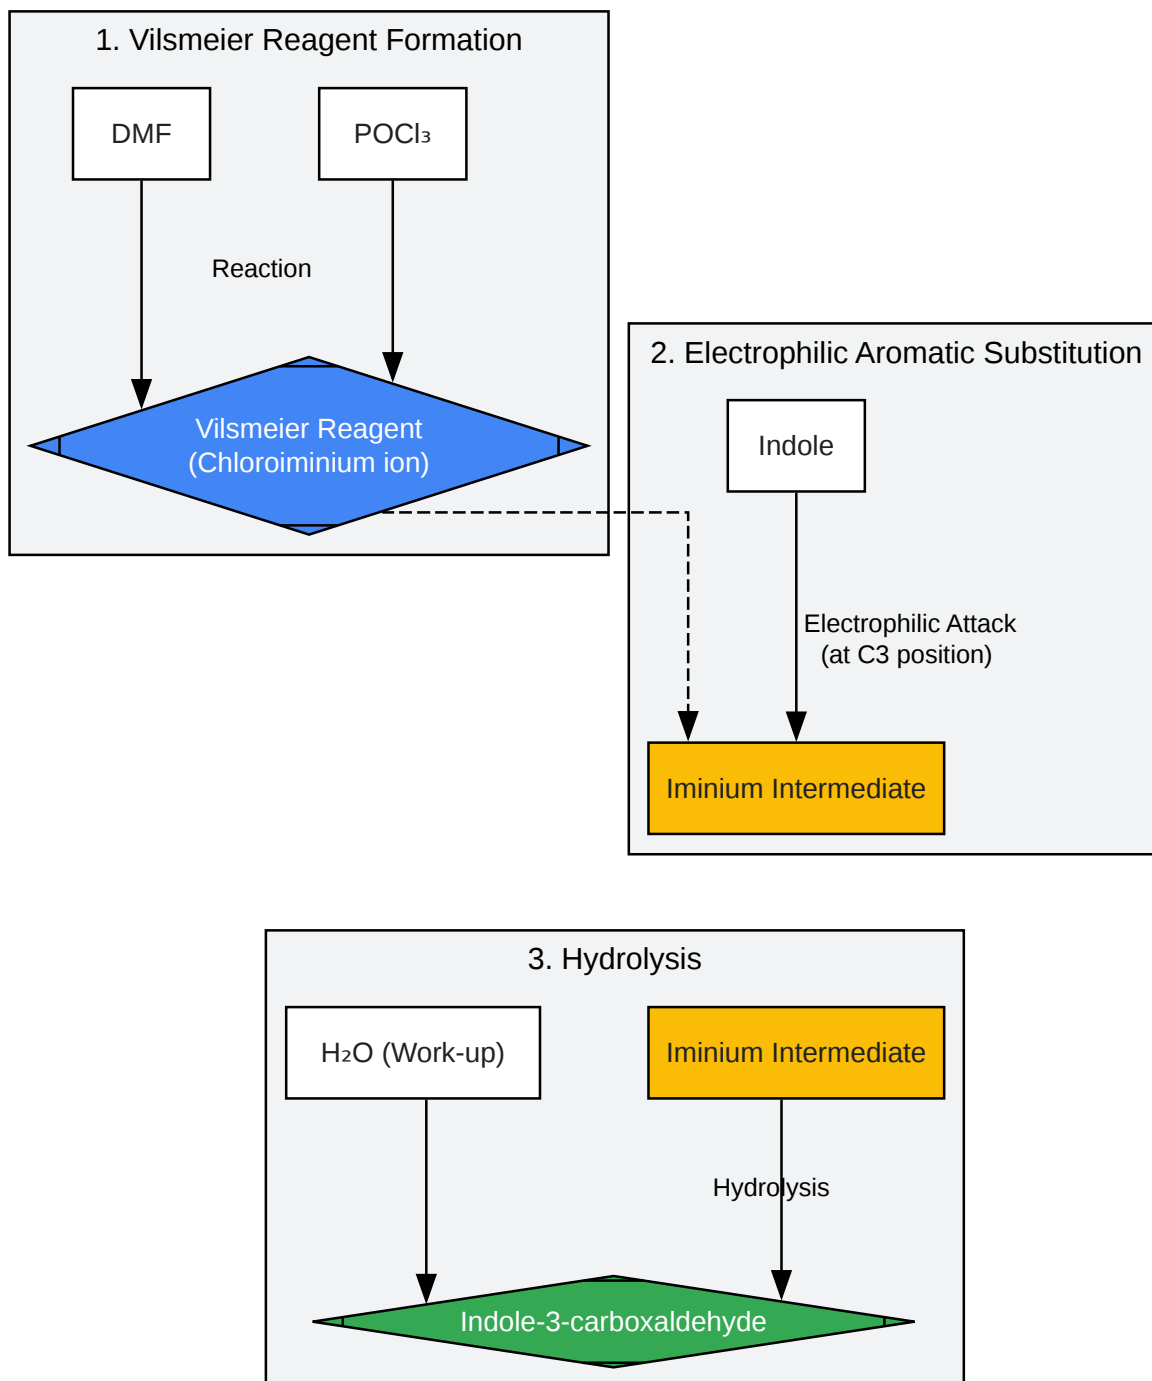 1. Vilsmeier Reagent Formation
DMF
POCl₃
Reaction
Vilsmeier Reagent
(Chloroiminium ion)
2. Electrophilic Aromatic Substitution
Indole
Electrophilic Attack
(at C3 position)
Iminium Intermediate
3. Hydrolysis
H₂O (Work-up)
Iminium Intermediate
Hydrolysis
Indole-3-carboxaldehyde